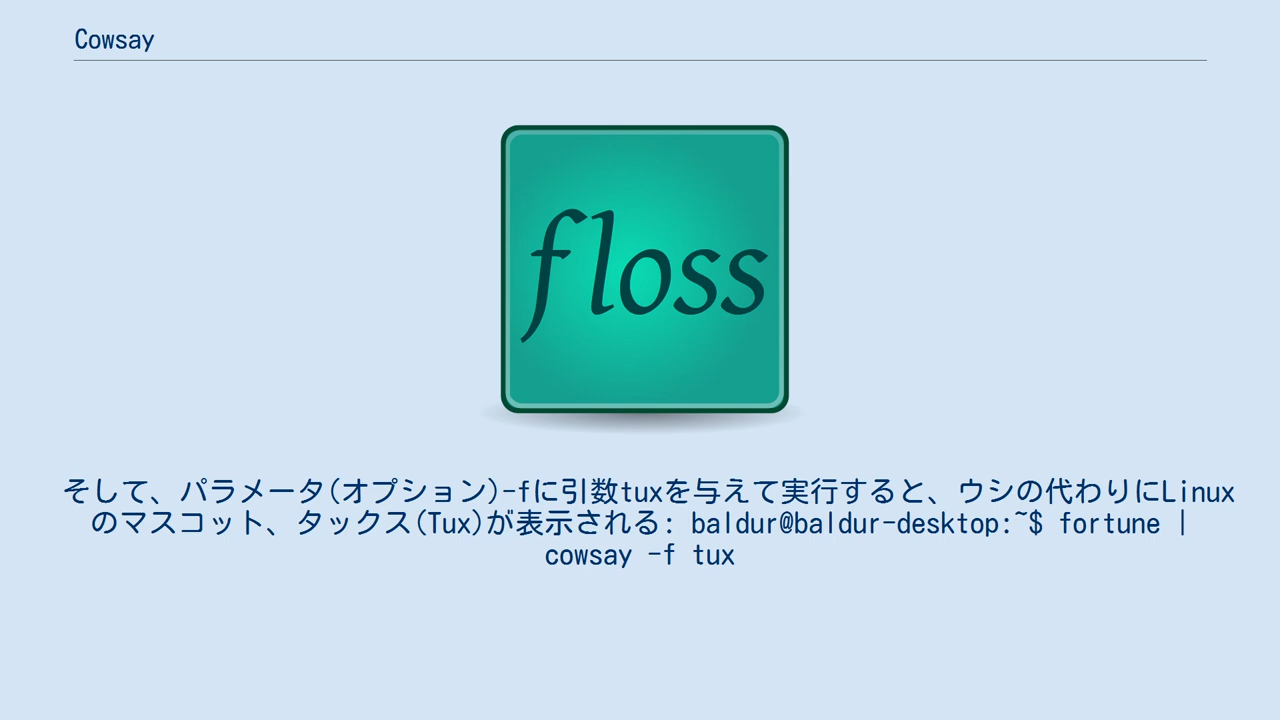 Cowsay
floss
そして、パラメータ(オプション)-fに引数tuxを与えて実行すると、ウシの代わりにLinux
のマスコット、タックス(Tux)が表示される: baldur@baldur-desktop:~$ fortune |
cowsay -f tux